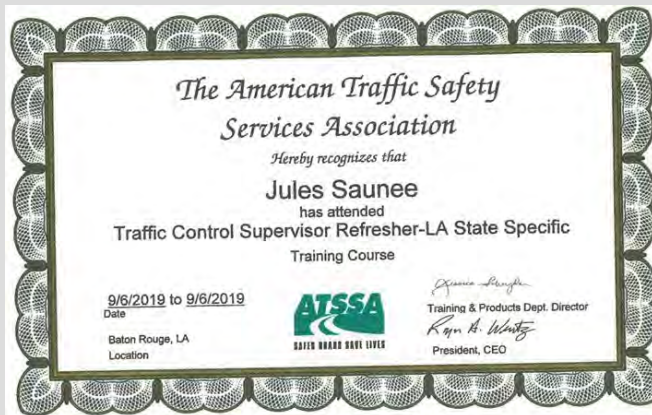 The American Traffic Safety
Services Association
Hereby recognizes that
Jules Saunee
has attended
Traffic Control Supervisor Refresher-LA State Specific
Training Course
9/6/2019 to 9/6/2019
Date
Baton Rouge, LA
Location
ATSSA
SAFER ROADS SAVE LIVES
Training & Products Dept. Director
Ryn A. Wentz
President, CEO